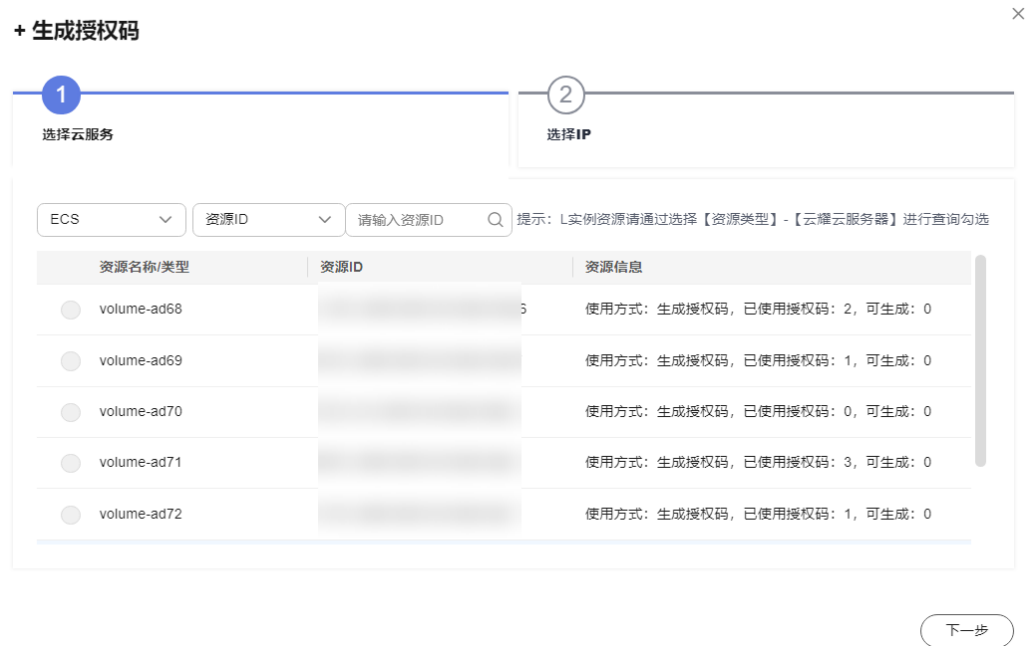 + 生成授权码
1
选择云服务
2
选择IP
ECS
资源ID
请输入资源ID
提示：L实例资源请通过选择【资源类型】-【云耀云服务器】进行查询勾选
资源名称/类型 资源ID 资源信息
volume-ad68 6 使用方式：生成授权码，已使用授权码：2，可生成：0
volume-ad69 使用方式：生成授权码，已使用授权码：1，可生成：0
volume-ad70 使用方式：生成授权码，已使用授权码：0，可生成：0
volume-ad71 使用方式：生成授权码，已使用授权码：3，可生成：0
volume-ad72 使用方式：生成授权码，已使用授权码：1，可生成：0
下一步